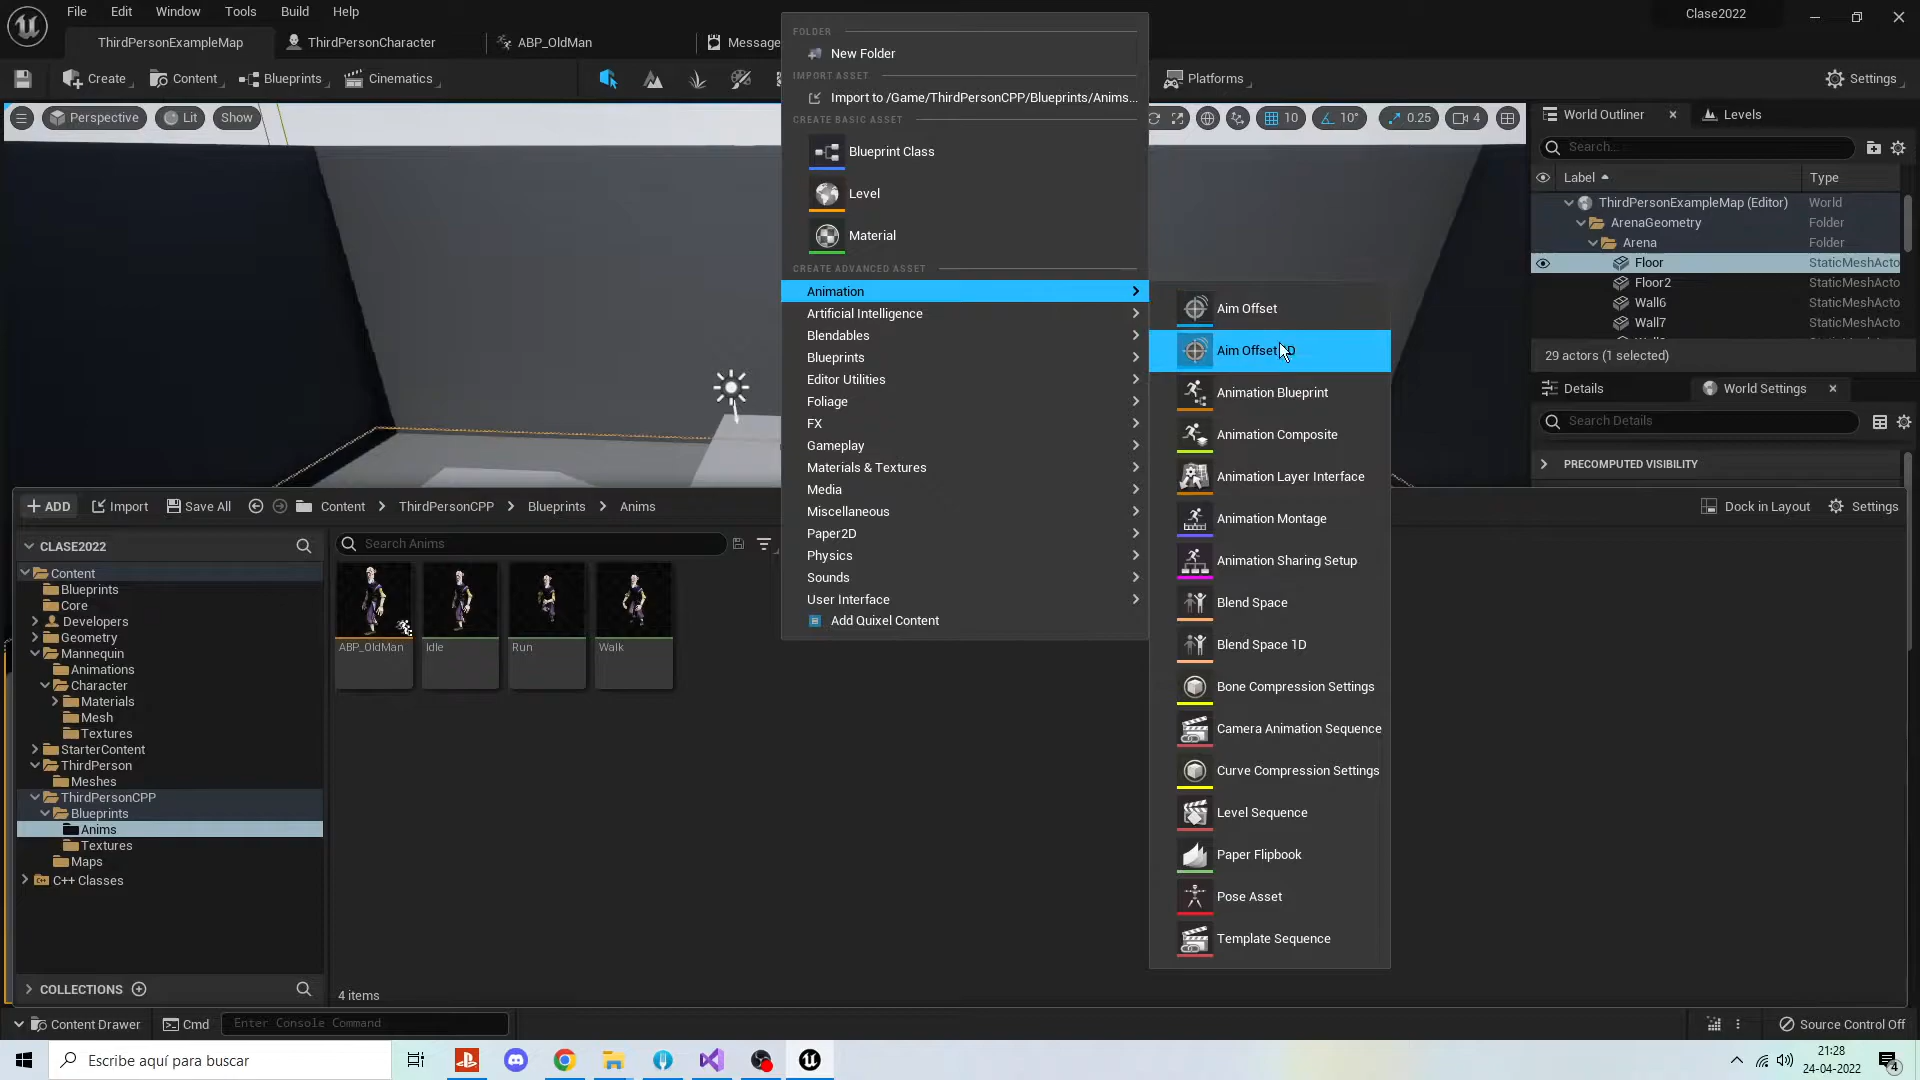 File Edit Window Tools Build Help
Clase2022
ThirdPersonExampleMap
ThirdPersonCharacter
ABP_OldMan
Message
Create
Content
Blueprints
Cinematics
Platforms
Settings
Perspective
Lit
Show
10
10°
0.25
4
FOLDER
New Folder
IMPORT ASSET
Import to /Game/ThirdPersonCPP/Blueprints/Anims...
CREATE BASIC ASSET
Blueprint Class
Level
Material
CREATE ADVANCED ASSET
Animation
Artificial Intelligence
Blendables
Blueprints
Editor Utilities
Foliage
FX
Gameplay
Materials & Textures
Media
Miscellaneous
Paper2D
Physics
Sounds
User Interface
Add Quixel Content
Aim Offset
Aim Offset D
Animation Blueprint
Animation Composite
Animation Layer Interface
Animation Montage
Animation Sharing Setup
Blend Space
Blend Space 1D
Bone Compression Settings
Camera Animation Sequence
Curve Compression Settings
Level Sequence
Paper Flipbook
Pose Asset
Template Sequence
World Outliner
Levels
Search...
Label
Type
ThirdPersonExampleMap (Editor) World
ArenaGeometry Folder
Arena Folder
Floor StaticMeshActo
Floor2 StaticMeshActo
Wall6 StaticMeshActo
Wall7 StaticMeshActo
29 actors (1 selected)
Details
World Settings
Search Details
PRECOMPUTED VISIBILITY
ADD
Import
Save All
Content
ThirdPersonCPP
Blueprints
Anims
Dock in Layout
Settings
CLASE2022
Content
Blueprints
Core
Developers
Geometry
Mannequin
Animations
Character
Materials
Mesh
Textures
StarterContent
ThirdPerson
Meshes
ThirdPersonCPP
Blueprints
Anims
Textures
Maps
C++ Classes
COLLECTIONS
Search Anims
ABP_OldMan
Idle
Run
Walk
4 items
Content Drawer
Cmd
Enter Console Command
Source Control Off
Escribe aquí para buscar
21:28
24-04-2022
4